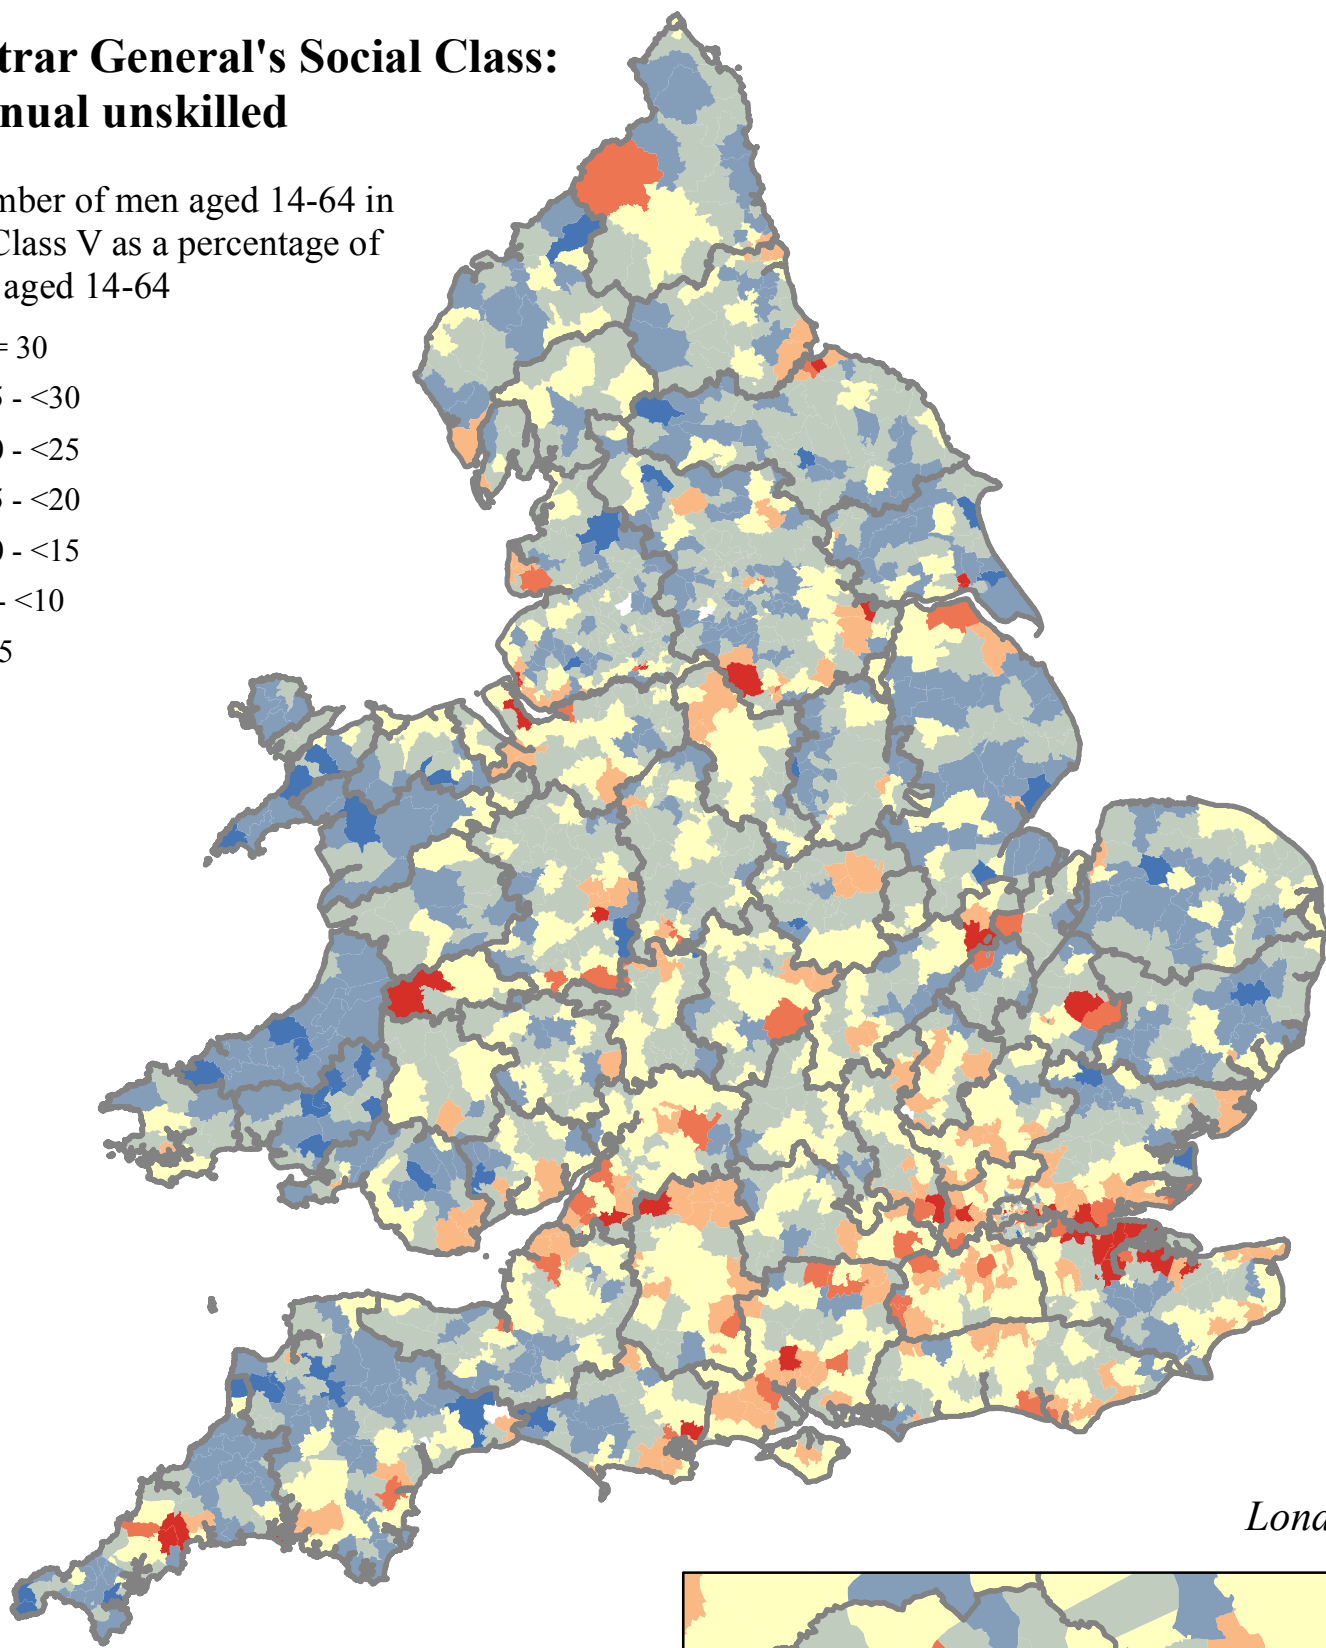 trar General's Social Class:
nual unskilled
mber of men aged 14-64 in
Class V as a percentage of
aged 14-64
= 30
5 - <30
0 - <25
5 - <20
0 - <15
- <10
5
Lond